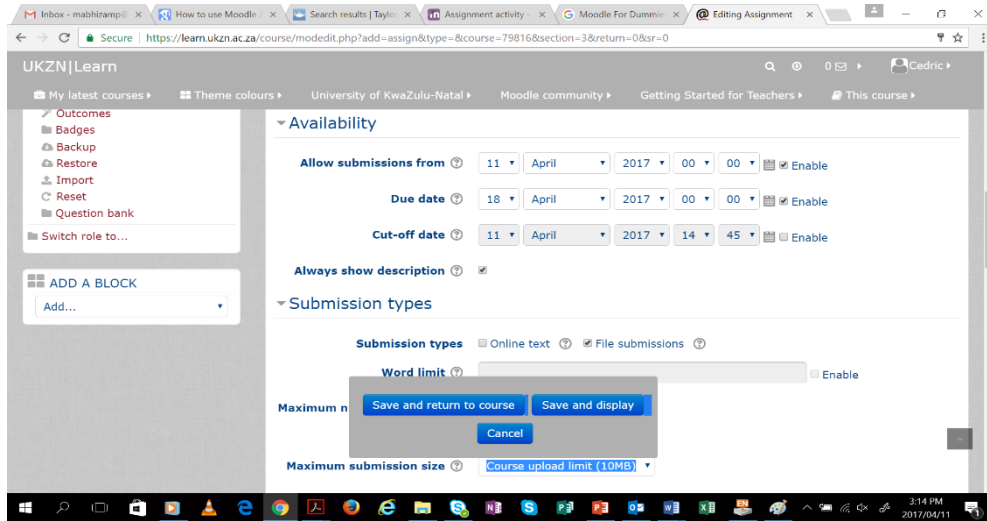 Inbox - mabhizamp@
How to use Moodle 2
Search results | Taylo
Assignment activity -
Moodle For Dummie
Editing Assignment
Secure | https://learn.ukzn.ac.za/course/modedit.php?add=assign&type=&course=79816&section=3&return=0&sr=0
UKZN|Learn
0
Cedric
My latest courses
Theme colours
University of KwaZulu-Natal
Moodle community
Getting Started for Teachers
This course
Outcomes
Badges
Backup
Restore
Import
Reset
Question bank
Switch role to...
ADD A BLOCK
Add...
Availability
Allow submissions from ? 11 April 2017 00 00 Enable
Due date ? 18 April 2017 00 00 Enable
Cut-off date ? 11 April 2017 14 45 Enable
Always show description ?
Submission types
Submission types Online text ? File submissions ?
Word limit ? Enable
Maximum n
Save and return to course Save and display
Cancel
Maximum submission size ? Course upload limit (10MB)
3:14 PM
2017/04/11